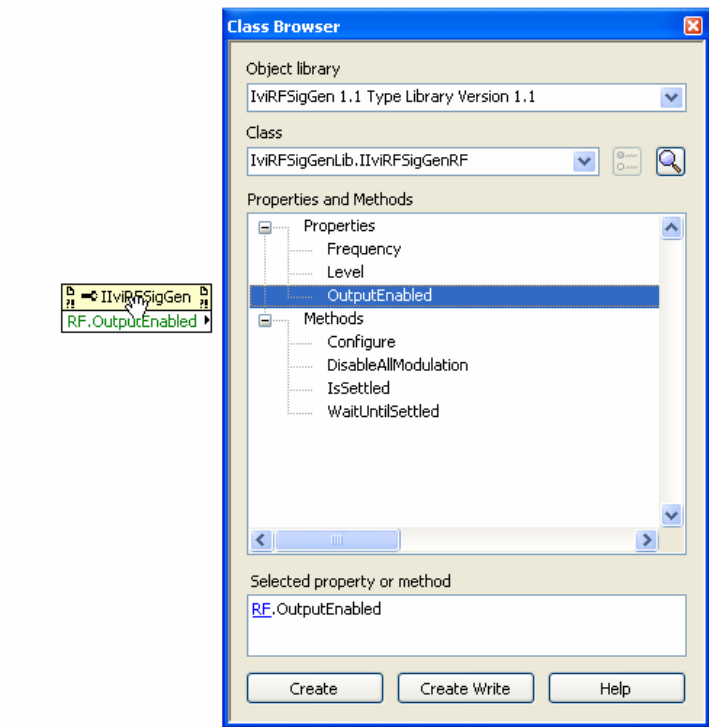 Class Browser
Object library
IviRFSigGen 1.1 Type Library Version 1.1
Class
IviRFSigGenLib.IIviRFSigGenRF
Properties and Methods
Properties
Frequency
Level
OutputEnabled
Methods
Configure
DisableAllModulation
IsSettled
WaitUntilSettled
Selected property or method
RF.OutputEnabled
Create
Create Write
Help
IIviRFSigGen
RF.OutputEnabled